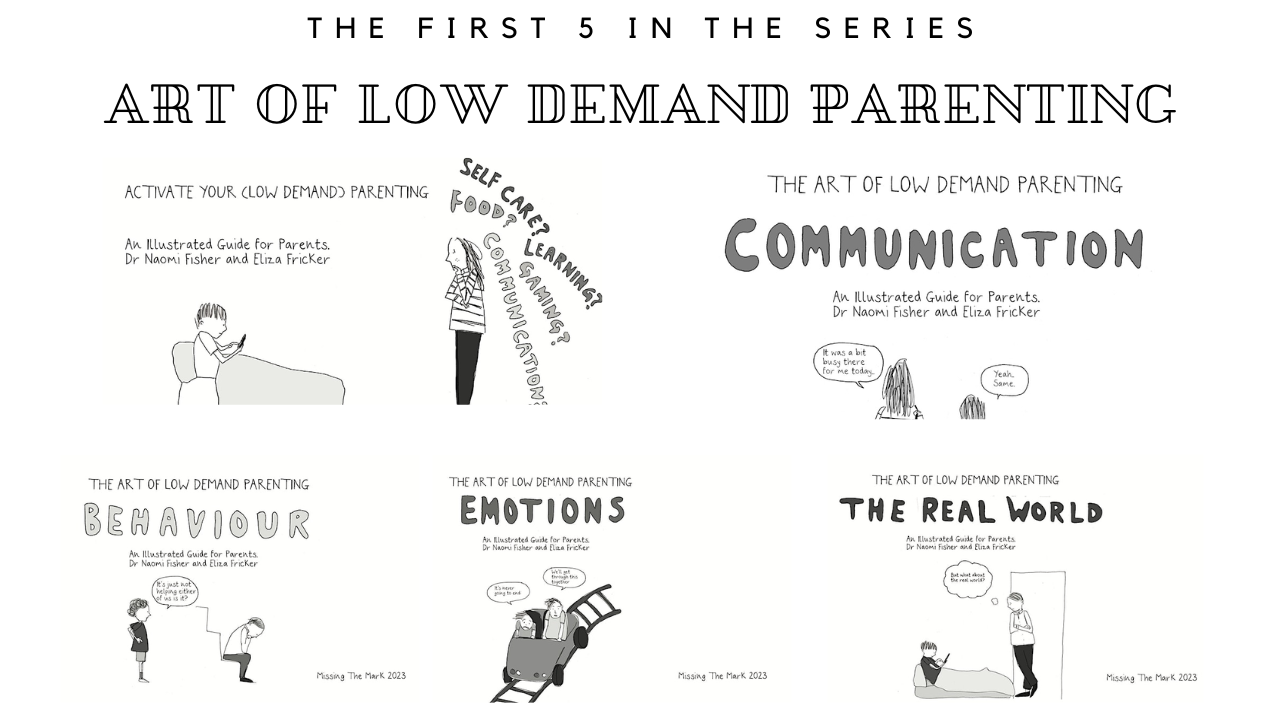 THE FIRST 5 IN THE SERIES
ART OF LOW DEMAND PARENTING
ACTIVATE YOUR (LOW DEMAND) PARENTING
An Illustrated Guide for Parents.
Dr Naomi Fisher and Eliza Fricker
SELF CARE?
FOOD?
LEARNING?
GAMING?
COMMUNICATION?
THE ART OF LOW DEMAND PARENTING
COMMUNICATION
An Illustrated Guide for Parents.
Dr Naomi Fisher and Eliza Fricker
It was a bit
busy there
for me today.
Yeah.
Same.
THE ART OF LOW DEMAND PARENTING
BEHAVIOUR
An Illustrated Guide for Parents.
Dr Naomi Fisher and Eliza Fricker
It's just not
helping either
of us is it?
Missing The Mark 2023
THE ART OF LOW DEMAND PARENTING
EMOTIONS
An Illustrated Guide for Parents.
Dr Naomi Fisher and Eliza Fricker
It's never
going to end
We'll get
through this
together
Missing The Mark 2023
THE ART OF LOW DEMAND PARENTING
THE REAL WORLD
An Illustrated Guide for Parents.
Dr Naomi Fisher and Eliza Fricker
But what about
the real world?
Missing The Mark 2023